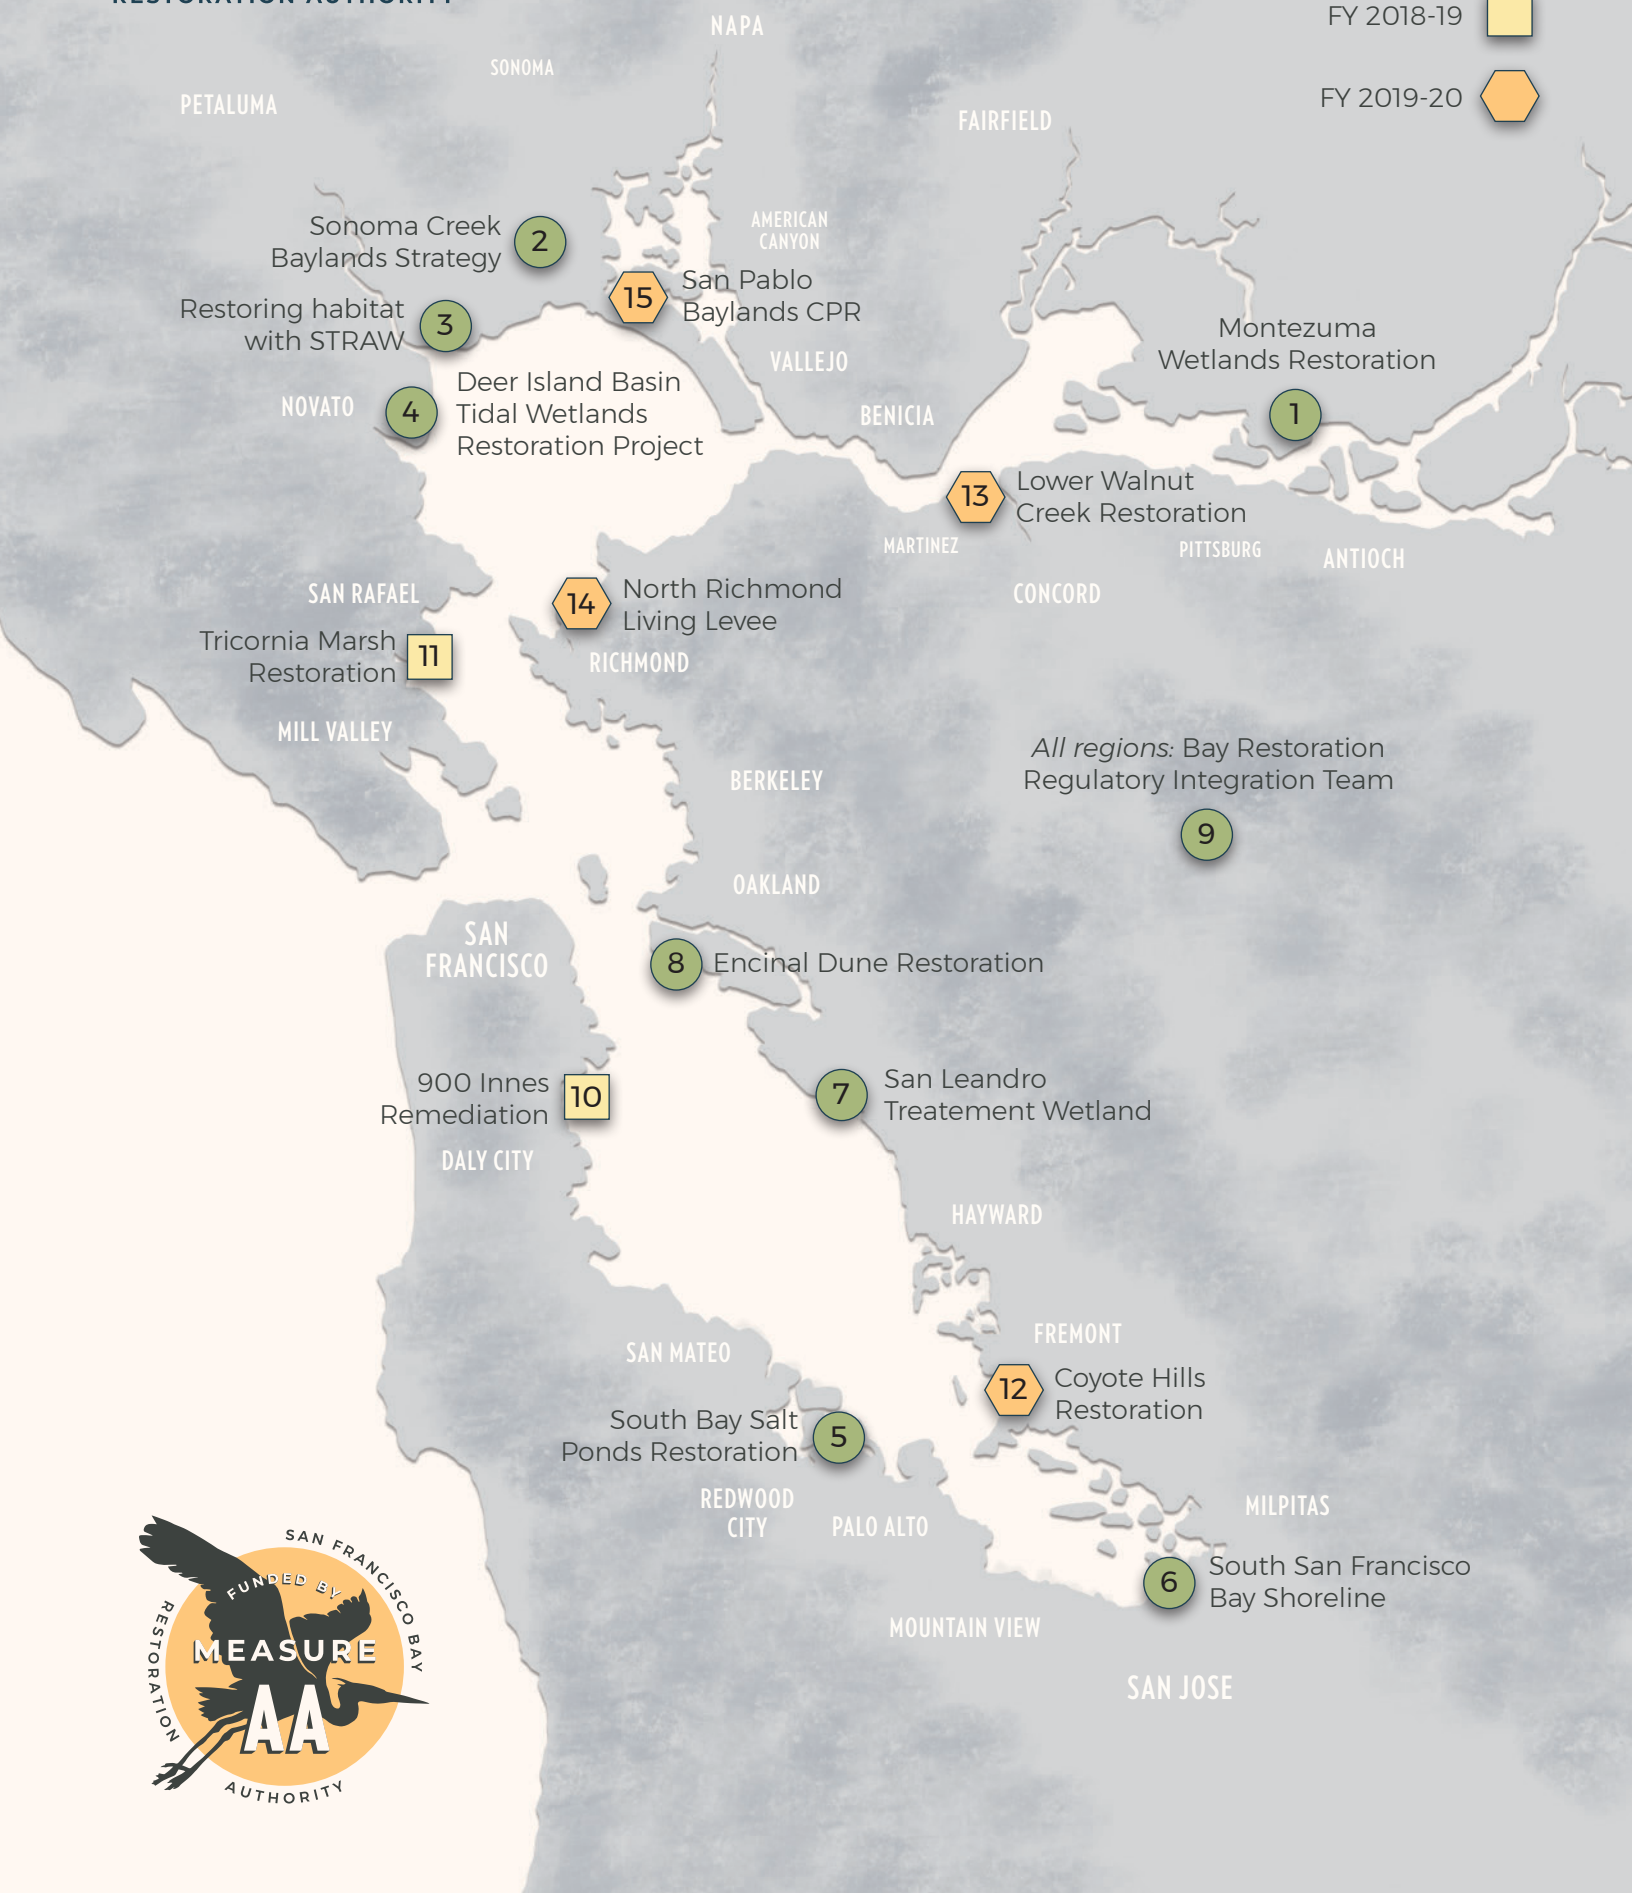 RESTORATION AUTHORITY
FY 2018-19
FY 2019-20
NAPA
SONOMA
PETALUMA
FAIRFIELD
AMERICAN
CANYON
Sonoma Creek
Baylands Strategy
2
15
San Pablo
Baylands CPR
Restoring habitat
with STRAW
3
Montezuma
Wetlands Restoration
1
VALLEJO
NOVATO
4
Deer Island Basin
Tidal Wetlands
Restoration Project
BENICIA
13
Lower Walnut
Creek Restoration
MARTINEZ
PITTSBURG
ANTIOCH
CONCORD
SAN RAFAEL
14
North Richmond
Living Levee
Tricornia Marsh
Restoration
11
RICHMOND
MILL VALLEY
BERKELEY
All regions: Bay Restoration
Regulatory Integration Team
9
OAKLAND
SAN
FRANCISCO
8
Encinal Dune Restoration
900 Innes
Remediation
10
7
San Leandro
Treatement Wetland
DALY CITY
HAYWARD
FREMONT
SAN MATEO
12
Coyote Hills
Restoration
South Bay Salt
Ponds Restoration
5
REDWOOD
CITY
PALO ALTO
MILPITAS
6
South San Francisco
Bay Shoreline
MOUNTAIN VIEW
SAN JOSE
SAN FRANCISCO BAY
RESTORATION
AUTHORITY
FUNDED BY
MEASURE
AA